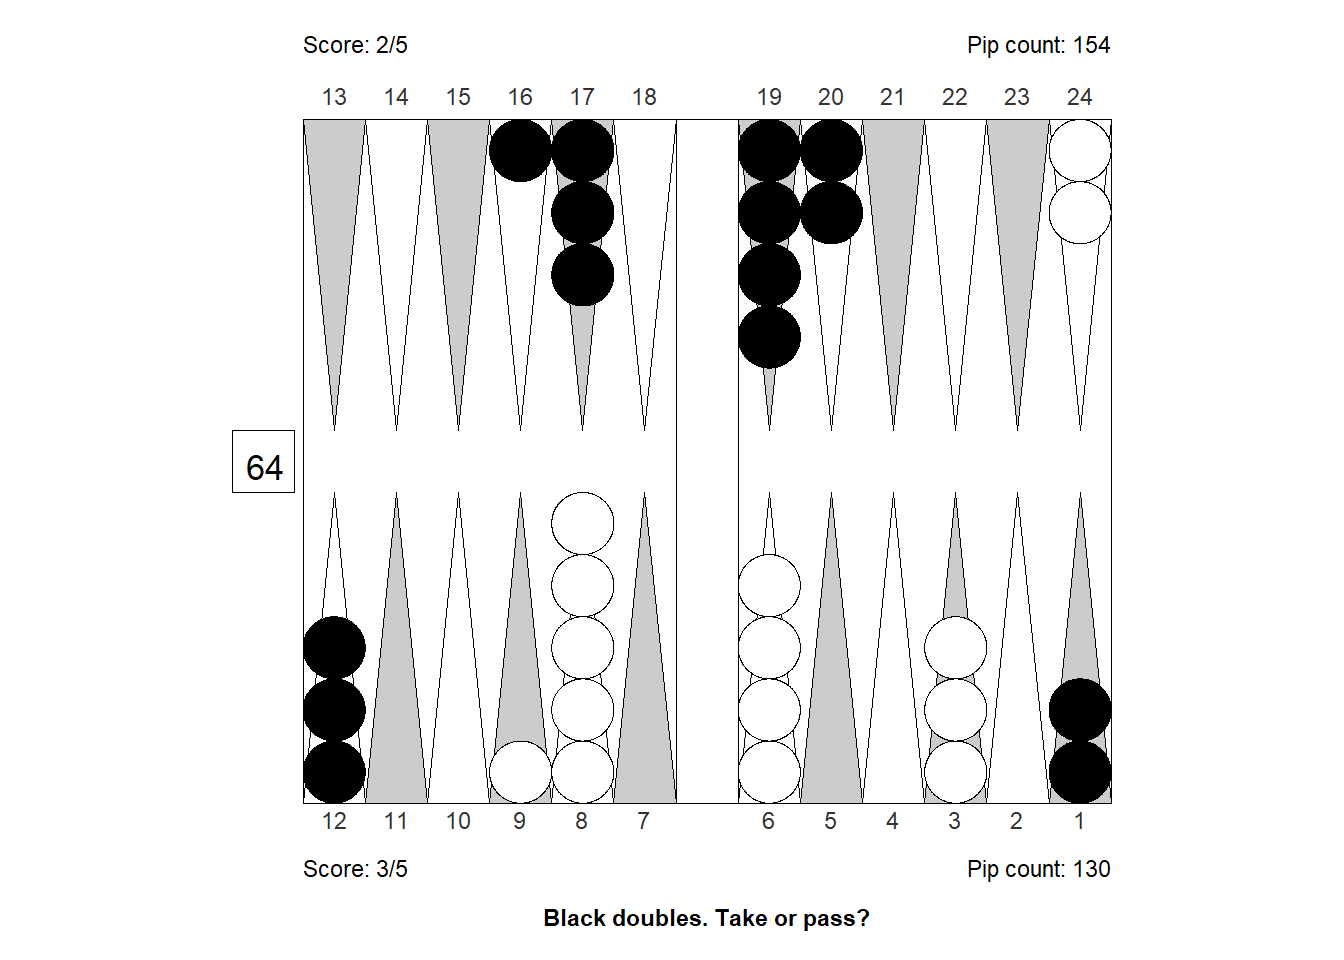 Score: 2/5 Pip count: 154
13 14 15 16 17 18 19 20 21 22 23 24
64
12 11 10 9 8 7 6 5 4 3 2 1
Score: 3/5 Pip count: 130
Black doubles. Take or pass?